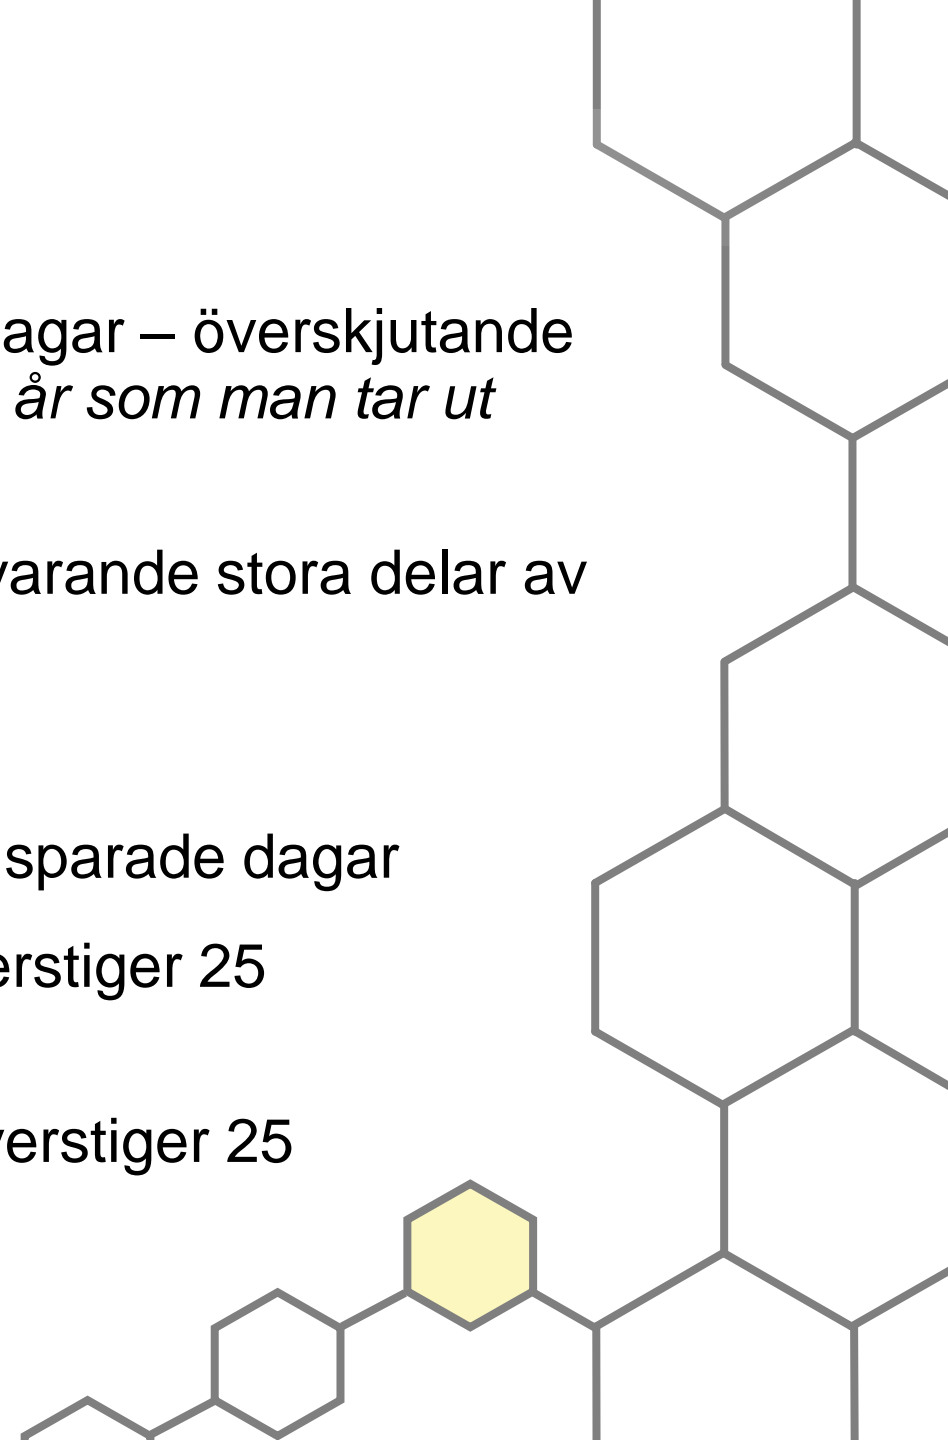 agar – överskjutande
år som man tar ut
varande stora delar av
sparade dagar
erstiger 25
verstiger 25